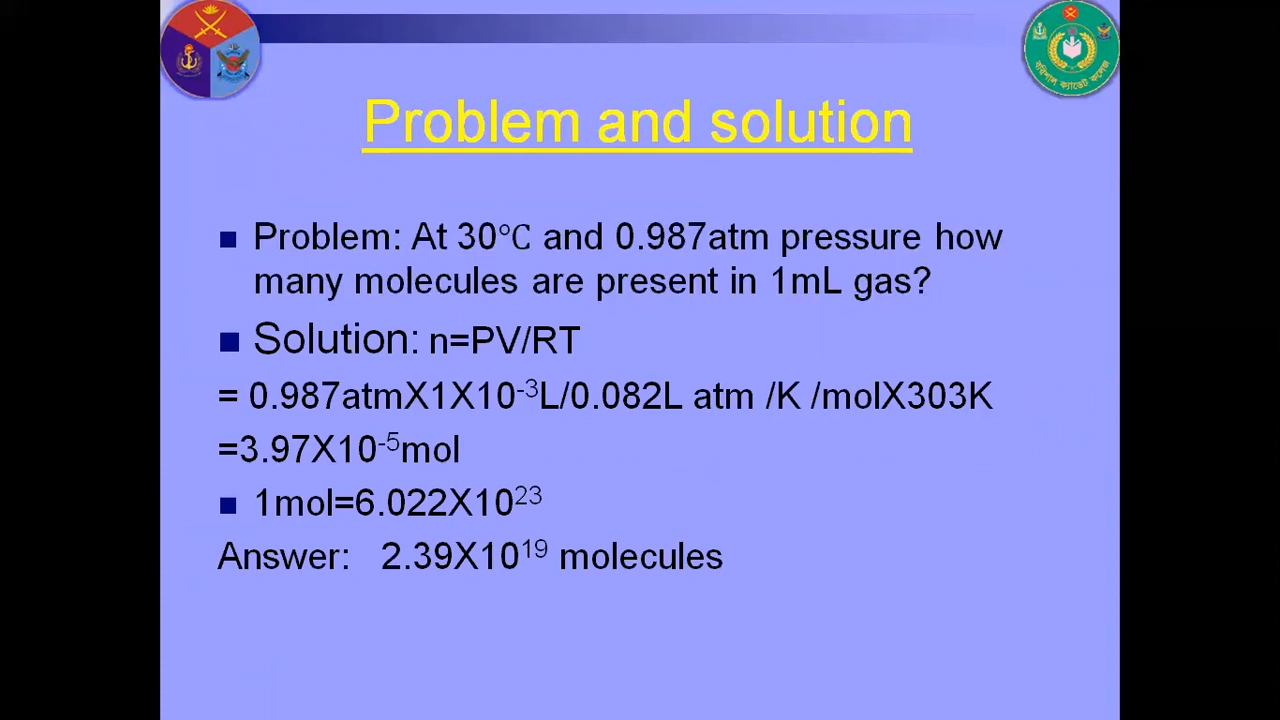 Problem and solution
Problem: At 30℃ and 0.987atm pressure how
many molecules are present in 1mL gas?
Solution: n=PV/RT
= 0.987atmX1X10⁻³L/0.082L atm /K /molX303K
=3.97X10⁻⁵mol
1mol=6.022X10²³
Answer: 2.39X10¹⁹ molecules
বরিশাল ক্যাডেট কলেজ